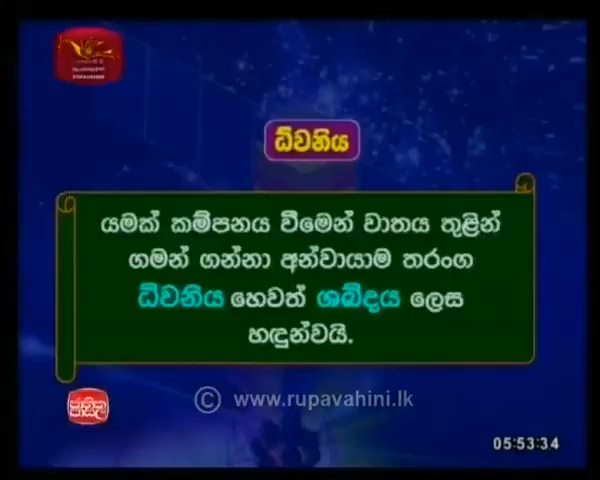 ධ්වනිය
යමක් කම්පනය වීමෙන් වාතය තුළින්
ගමන් ගන්නා අන්වායාම තරංග
ධ්වනිය හෙවත් ශබ්දය ලෙස
හඳුන්වයි.
© www.rupavahini.lk
05:53:34